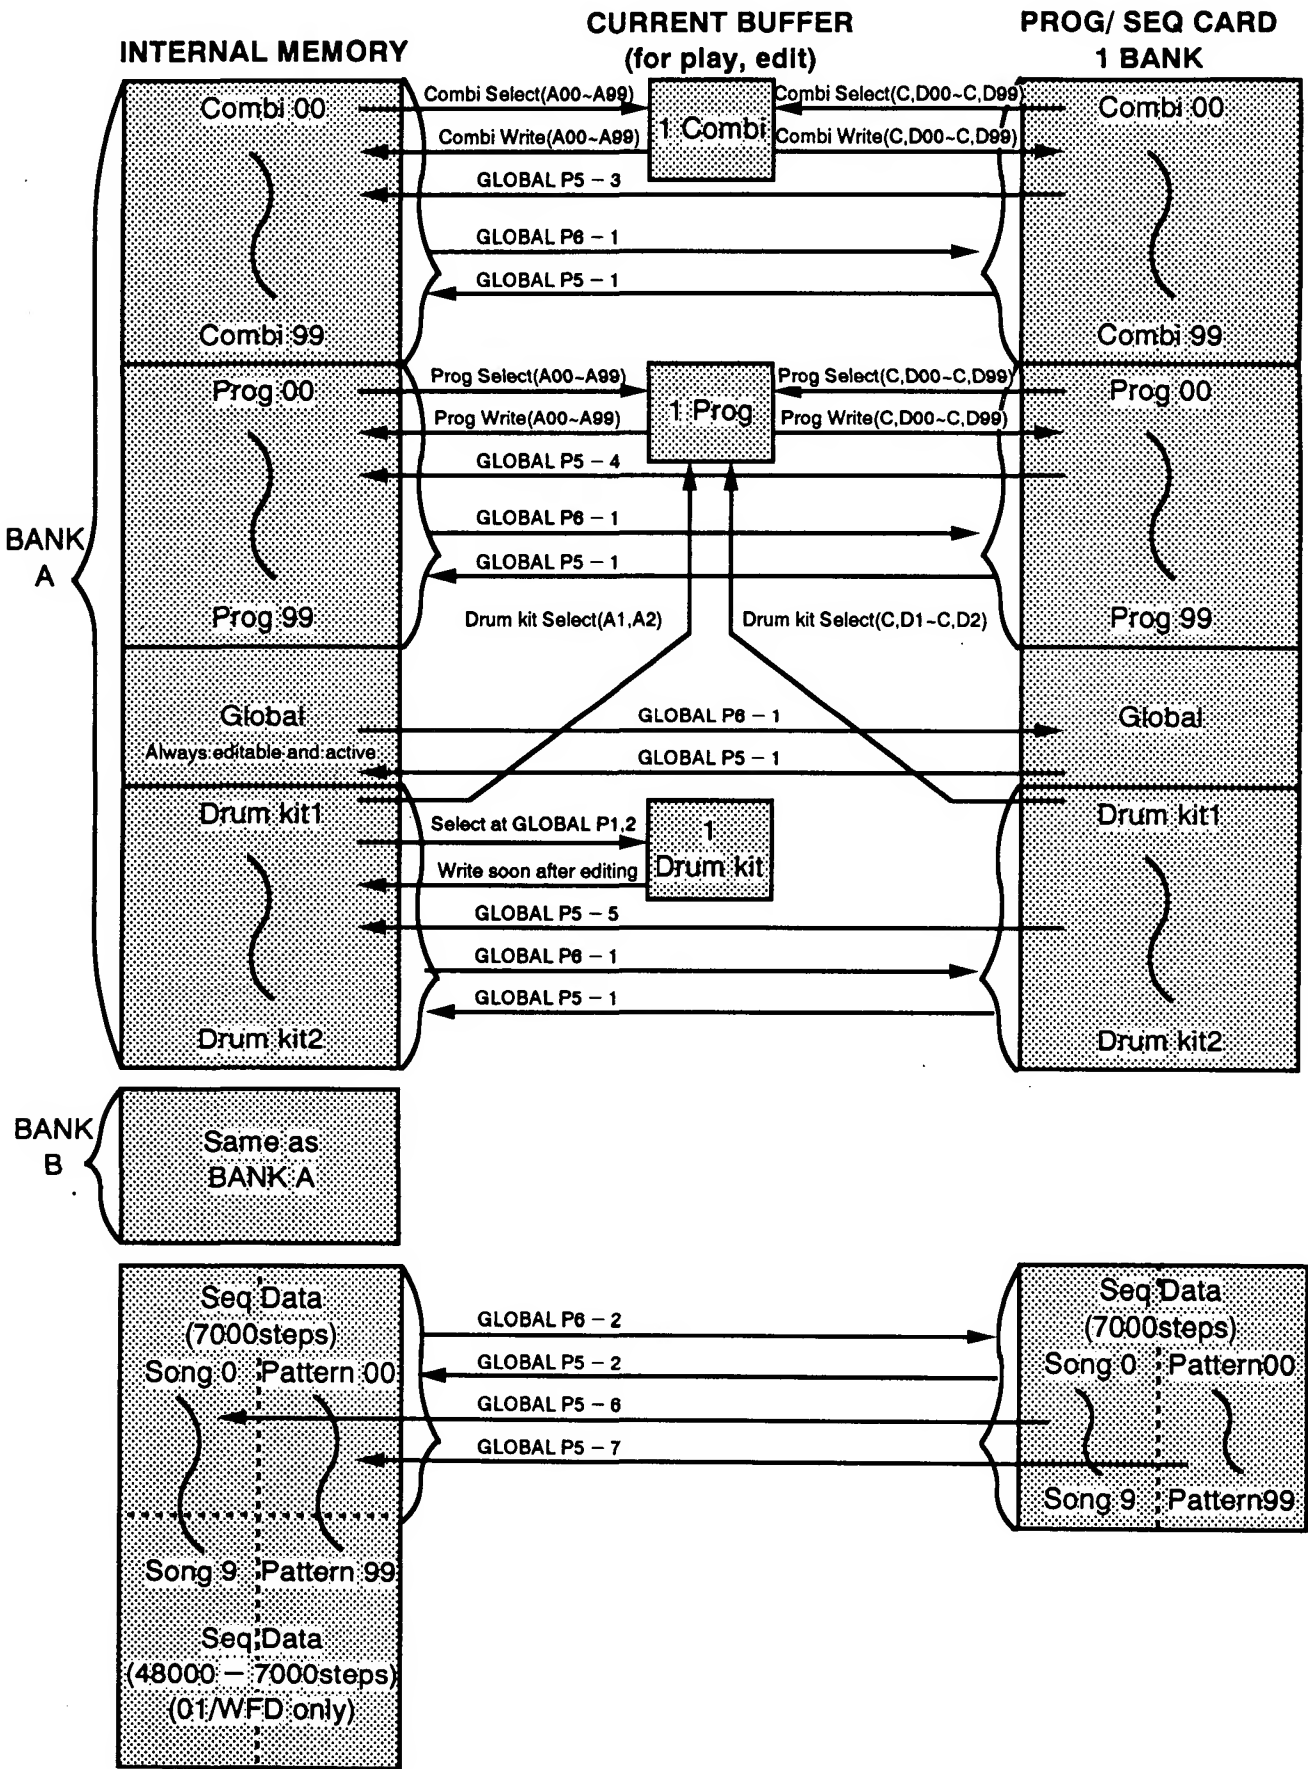 INTERNAL MEMORY
CURRENT BUFFER
(for play, edit)
PROG/ SEQ CARD
1 BANK
BANK
A
Combi 00
Combi Select(A00~A99)
1 Combi
Combi Select(C,D00~C,D99)
Combi 00
Combi Write(A00~A99)
Combi Write(C,D00~C,D99)
GLOBAL P5 – 3
GLOBAL P6 – 1
GLOBAL P5 – 1
Combi 99
Combi 99
Prog 00
Prog Select(A00~A99)
1 Prog
Prog Select(C,D00~C,D99)
Prog 00
Prog Write(A00~A99)
Prog Write(C,D00~C,D99)
GLOBAL P5 – 4
GLOBAL P6 – 1
GLOBAL P5 – 1
Prog 99
Drum kit Select(A1,A2)
Drum kit Select(C,D1~C,D2)
Prog 99
Global
Always editable and active
GLOBAL P6 – 1
GLOBAL P5 – 1
Global
Drum kit1
Select at GLOBAL P1,2
1
Drum kit
Drum kit1
Write soon after editing
GLOBAL P5 – 5
GLOBAL P6 – 1
GLOBAL P5 – 1
Drum kit2
Drum kit2
BANK
B
Same as
BANK A
Seq Data
(7000steps)
Song 0
Pattern 00
GLOBAL P6 – 2
GLOBAL P5 – 2
GLOBAL P5 – 6
GLOBAL P5 – 7
Seq Data
(7000steps)
Song 0
Pattern00
Song 9
Pattern99
Song 9
Pattern 99
Seq Data
(48000 – 7000steps)
(01/WFD only)